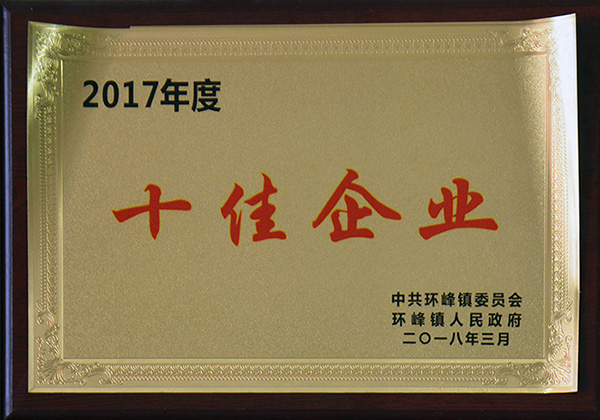 2017年度
十佳企业
中共环峰镇委员会
环峰镇人民政府
二〇一八年三月